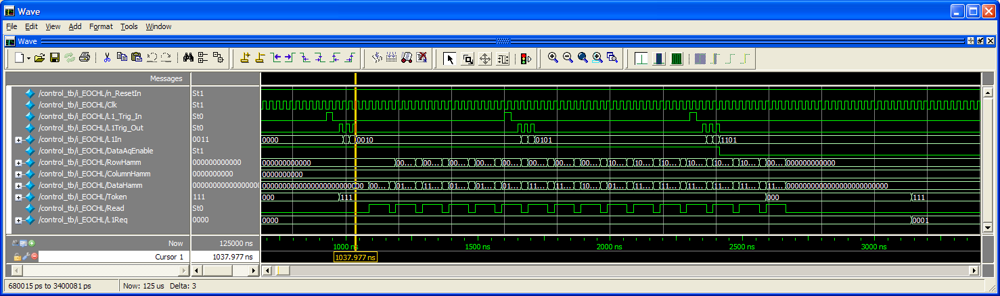 Wave
File Edit View Add Format Tools Window
Wave
Messages
/control_tb/i_EOCHL/n_ResetIn St1
/control_tb/i_EOCHL/Clk St1
/control_tb/i_EOCHL/L1_Trig_In St0
/control_tb/i_EOCHL/L1Trig_Out St0
/control_tb/i_EOCHL/L1In 0011 0000 0010 0101 1101
/control_tb/i_EOCHL/DataAqEnable St1
/control_tb/i_EOCHL/RowHamm 000000000000 000000000000 00... 00... 00... 00... 00... 00... 00... 00... 10... 10... 10... 10... 10... 10... 00... 000000000000
/control_tb/i_EOCHL/ColumnHamm 0000000000 0000000000
/control_tb/i_EOCHL/DataHamm 0000000000000000 00... 01... 11... 01... 01... 01... 11... 11... 10... 01... 11... 11... 11... 11... 11... 11...
/control_tb/i_EOCHL/Token 111 000 111 000 111
/control_tb/i_EOCHL/Read St0
/control_tb/i_EOCHL/L1Req 0000 0000 0001
Now 125000 ns 1000 ns 1500 ns 2000 ns 2500 ns 3000 ns
Cursor 1 1037.977 ns 1037.977 ns
680015 ps to 3400081 ps Now: 125 us Delta: 3